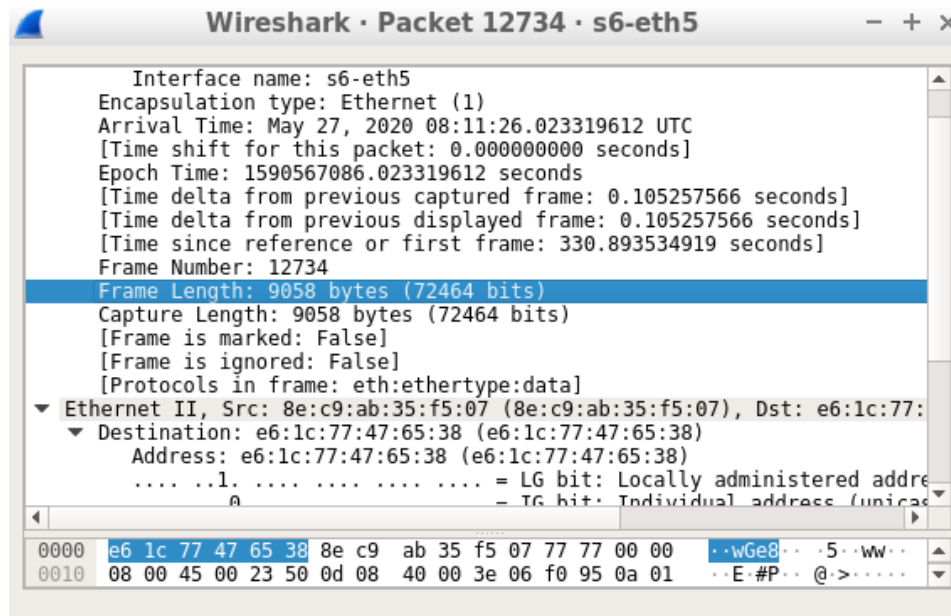 Wireshark · Packet 12734 · s6-eth5
Interface name: s6-eth5
Encapsulation type: Ethernet (1)
Arrival Time: May 27, 2020 08:11:26.023319612 UTC
[Time shift for this packet: 0.000000000 seconds]
Epoch Time: 1590567086.023319612 seconds
[Time delta from previous captured frame: 0.105257566 seconds]
[Time delta from previous displayed frame: 0.105257566 seconds]
[Time since reference or first frame: 330.893534919 seconds]
Frame Number: 12734
Frame Length: 9058 bytes (72464 bits)
Capture Length: 9058 bytes (72464 bits)
[Frame is marked: False]
[Frame is ignored: False]
[Protocols in frame: eth:ethertype:data]
Ethernet II, Src: 8e:c9:ab:35:f5:07 (8e:c9:ab:35:f5:07), Dst: e6:1c:77:
Destination: e6:1c:77:47:65:38 (e6:1c:77:47:65:38)
Address: e6:1c:77:47:65:38 (e6:1c:77:47:65:38)
.... ..1. .... .... .... .... = LG bit: Locally administered addre
0 = IG bit: Individual address (unicas
0000 e6 1c 77 47 65 38 8e c9 ab 35 f5 07 77 77 00 00 ··wGe8·· ·5··ww··
0010 08 00 45 00 23 50 0d 08 40 00 3e 06 f0 95 0a 01 ··E·#P·· @·>·····